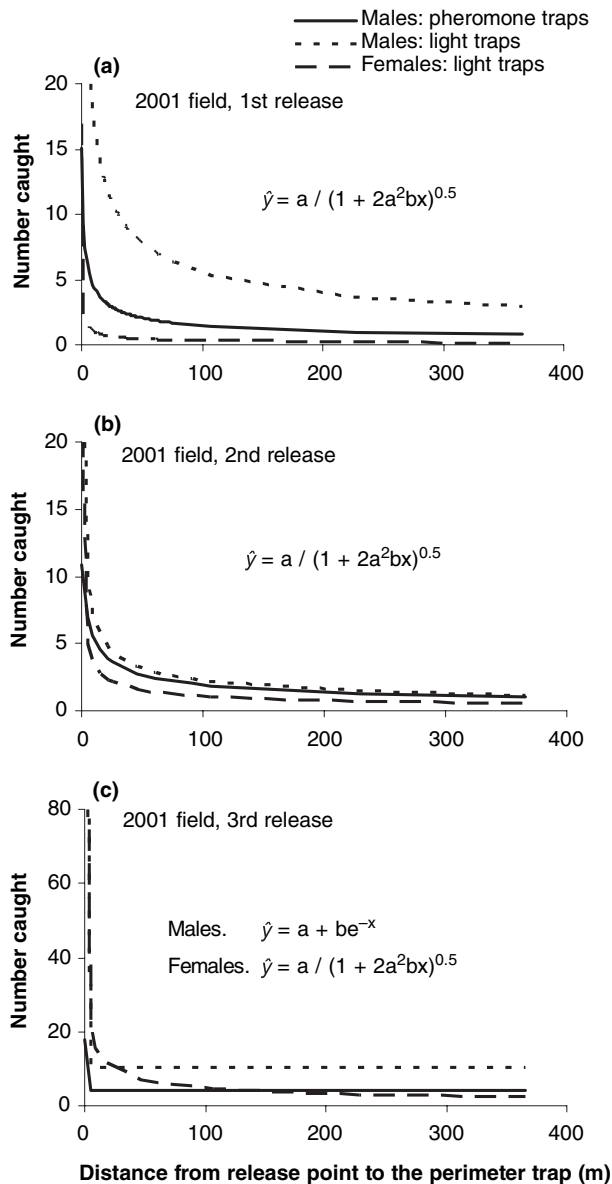 Males: pheromone traps
Males: light traps
Females: light traps
(a)
2001 field, 1st release
ŷ = a / (1 + 2a²bx)⁰·⁵
Number caught
20
15
10
5
0
0 100 200 300 400
(b)
2001 field, 2nd release
ŷ = a / (1 + 2a²bx)⁰·⁵
Number caught
20
15
10
5
0
0 100 200 300 400
(c)
2001 field, 3rd release
Males. ŷ = a + be⁻ˣ
Females. ŷ = a / (1 + 2a²bx)⁰·⁵
Number caught
80
60
40
20
0
0 100 200 300 400
Distance from release point to the perimeter trap (m)